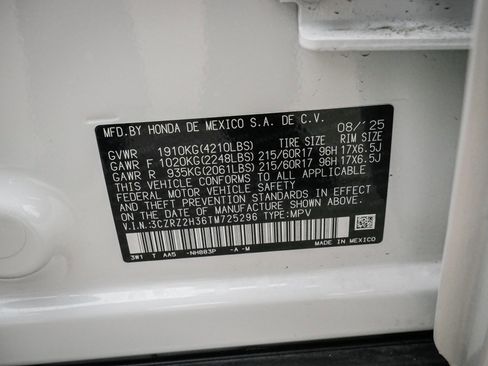 MFD.BY HONDA DE MEXICO S.A. DE C.V. 08/'25
GVWR 1910KG(4210LBS) TIRE SIZE RIM SIZE
GAWR F 1020KG(2248LBS) 215/60R17 96H 17X6.5J
GAWR R 935KG(2061LBS) 215/60R17 96H 17X6.5J
THIS VEHICLE CONFORMS TO ALL APPLICABLE
FEDERAL MOTOR VEHICLE SAFETY
AND THEFT PREVENTION STANDARDS IN EFFECT
ON THE DATE OF MANUFACTURE SHOWN ABOVE.
V.I.N.:3CZRZ2H36TM725296 TYPE:MPV
3W1 T AA5 -NH883P -A -M MADE IN MEXICO